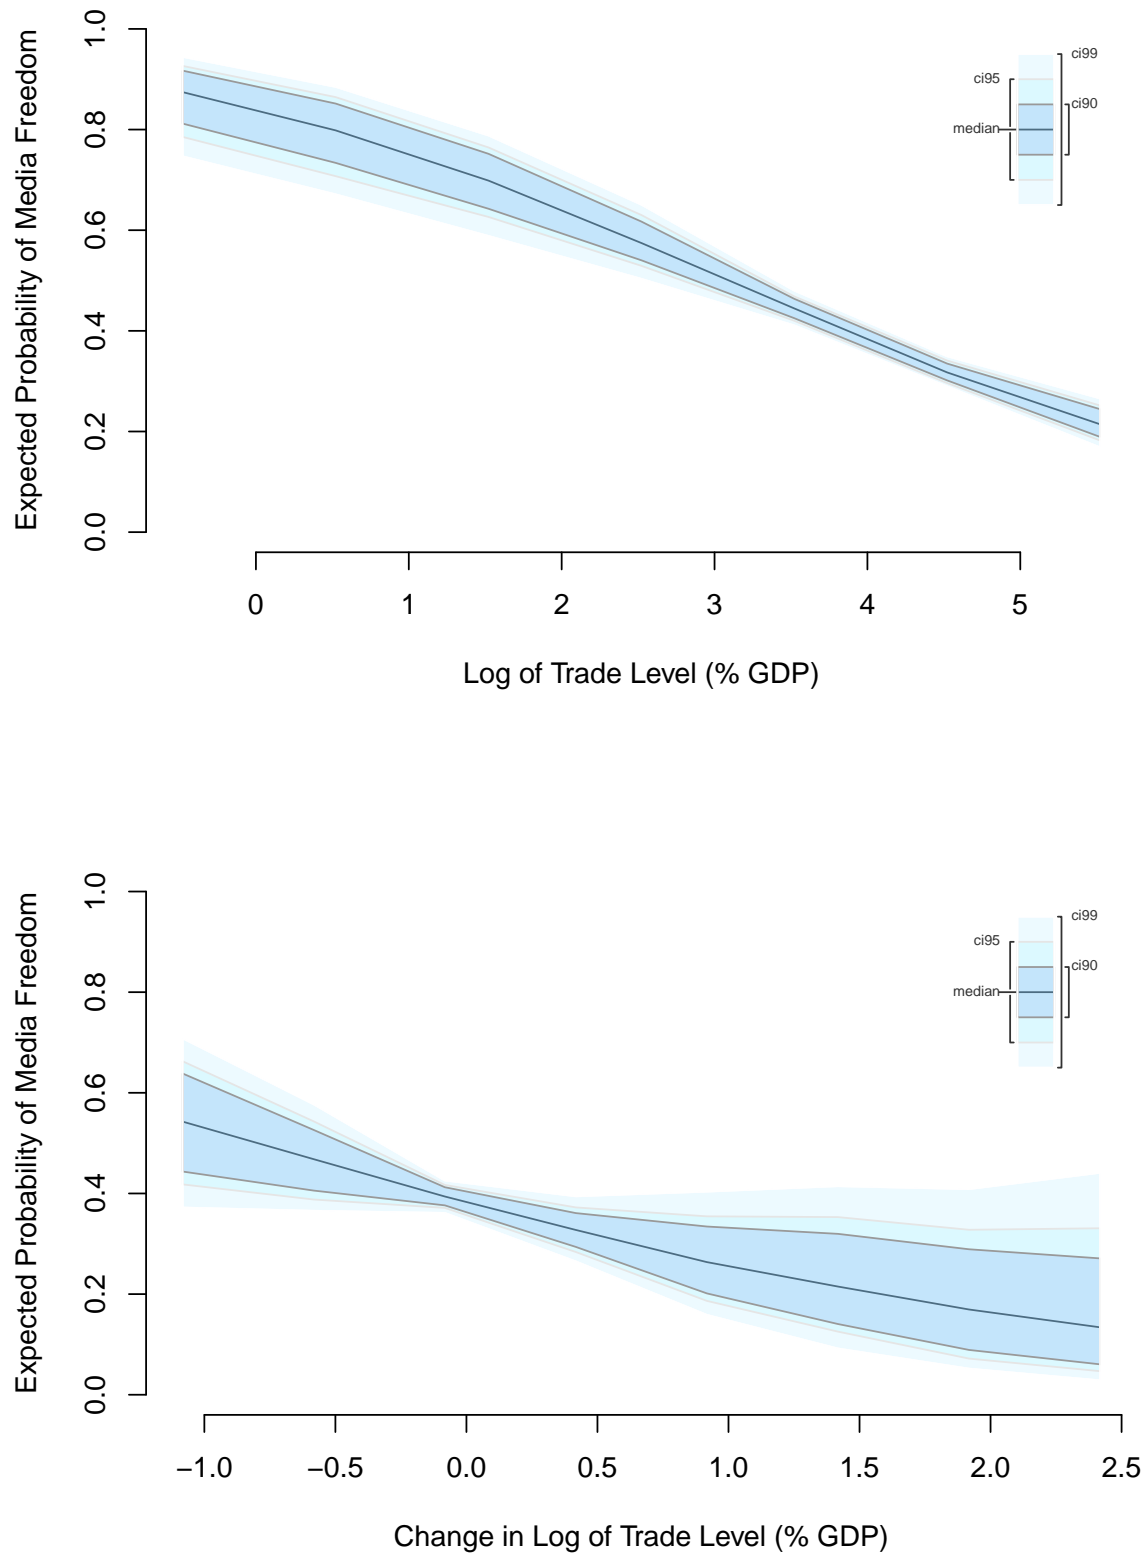 Expected Probability of Media Freedom
1.0
0.8
0.6
0.4
0.2
0.0
ci99
ci95
ci90
median
0 1 2 3 4 5
Log of Trade Level (% GDP)
Expected Probability of Media Freedom
1.0
0.8
0.6
0.4
0.2
0.0
ci99
ci95
ci90
median
−1.0 −0.5 0.0 0.5 1.0 1.5 2.0 2.5
Change in Log of Trade Level (% GDP)